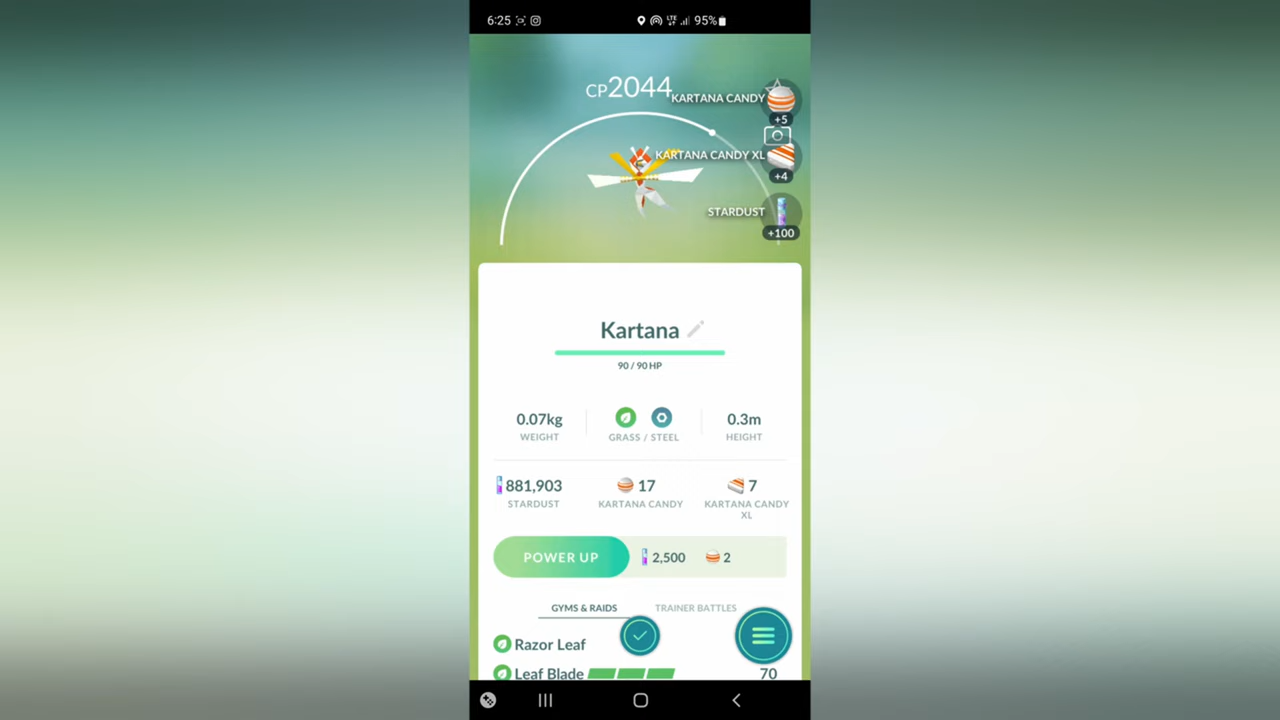 6:25
LTE 95%
CP2044
KARTANA CANDY
+5
KARTANA CANDY XL
+4
STARDUST
+100
Kartana
90 / 90 HP
0.07kg
WEIGHT
GRASS / STEEL
0.3m
HEIGHT
881,903
STARDUST
17
KARTANA CANDY
7
KARTANA CANDY
XL
POWER UP
2,500
2
GYMS & RAIDS
TRAINER BATTLES
Razor Leaf
Leaf Blade
70